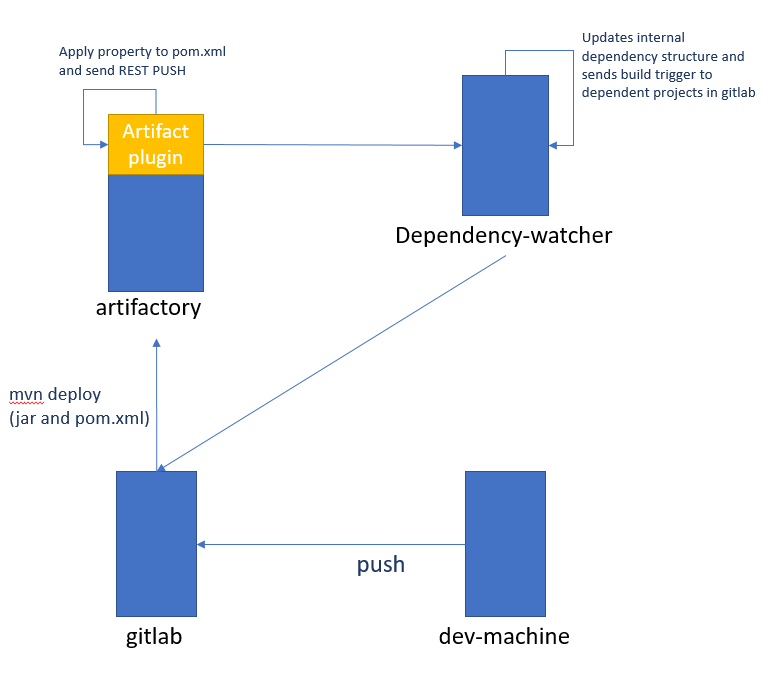 Apply property to pom.xml
and send REST PUSH
Updates internal
dependency structure and
sends build trigger to
dependent projects in gitlab
Artifact
plugin
Dependency-watcher
artifactory
mvn deploy
(jar and pom.xml)
push
gitlab
dev-machine